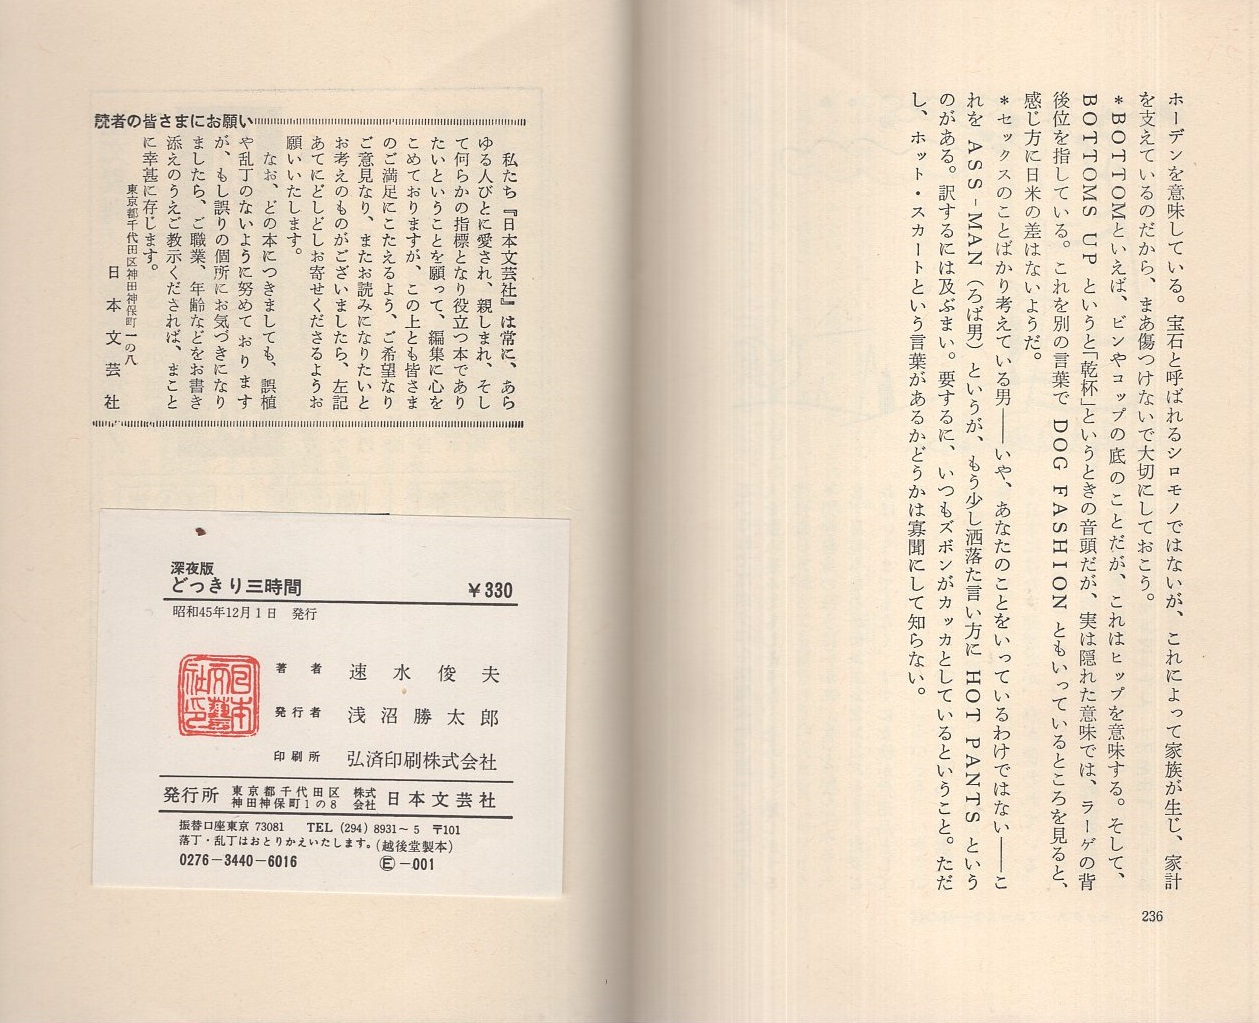 ホーデンを意味している。宝石と呼ばれるシロモノではないが、これによって家族が生じ、家計
を支えているのだから、まあ傷つけないで大切にしておこう。
＊BOTTOMといえば、ビンやコップの底のことだが、これはヒップを意味する。そして、
BOTTOMS UP というと「乾杯」というときの音頭だが、実は隠れた意味では、ラーゲの背
後位を指している。これを別の言葉で DOG FASHION ともいっているところを見ると、
感じ方に日米の差はないようだ。
＊セックスのことばかり考えている男――いや、あなたのことをいっているわけではない――こ
れを ASS-MAN（ろば男）というが、もう少し洒落た言い方に HOT PANTS という
のがある。訳するには及ぶまい。要するに、いつもズボンがカッカとしているということ。ただ
し、ホット・スカートという言葉があるかどうかは寡聞にして知らない。
236
読者の皆さまにお願い
私たち『日本文芸社』は常に、あら
ゆる人びとに愛され、親しまれ、そし
て何らかの指標となり役立つ本であり
たいということを願って、編集に心を
こめておりますが、この上とも皆さま
のご満足にこたえるよう、ご希望なり
ご意見なり、またお読みになりたいと
お考えのものがございましたら、左記
あてにどしどしお寄せくださるようお
願いいたします。
なお、どの本につきましても、誤植
や乱丁のないように努めております
が、もし誤りの個所にお気づきになり
ましたら、ご職業、年齢などをお書き
添えのうえご教示くだされば、まこと
に幸甚に存じます。
東京都千代田区神田神保町一の八
日本文芸社
深夜版
どっきり三時間 ￥330
昭和45年12月1日 発行
著者 速水俊夫
発行者 浅沼勝太郎
印刷所 弘済印刷株式会社
日本文藝社印
発行所 東京都千代田区神田神保町1の8 株式会社 日本文芸社
振替口座東京 73081 TEL (294) 8931～5 〒101
落丁・乱丁はおとりかえいたします。(越後堂製本)
0276-3440-6016 Ⓔ-001